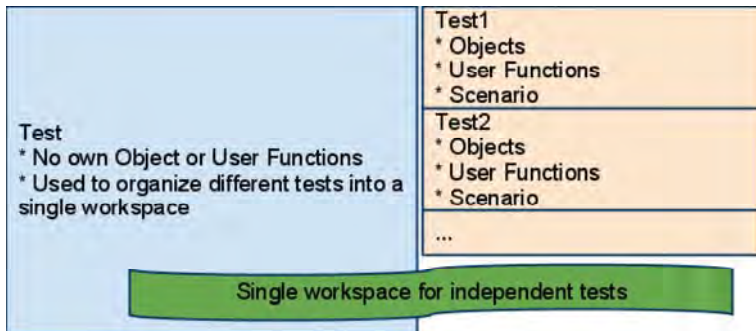 Test
* No own Object or User Functions
* Used to organize different tests into a
single workspace
Test1
* Objects
* User Functions
* Scenario
Test2
* Objects
* User Functions
* Scenario
...
Single workspace for independent tests